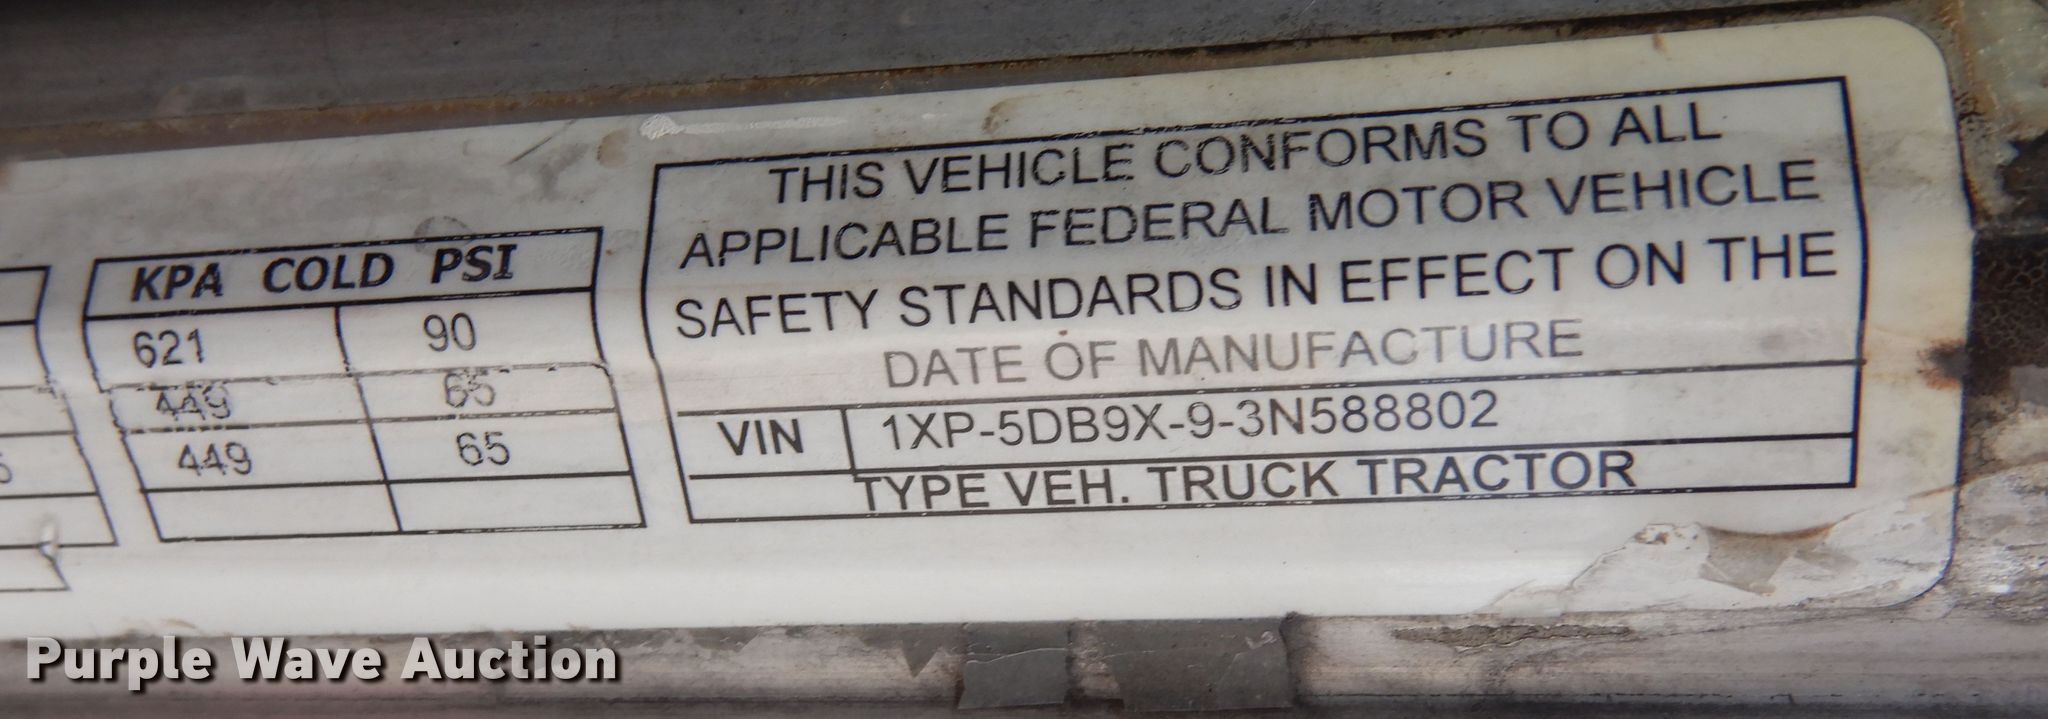 KPA COLD PSI
621 90
449 65
449 65
THIS VEHICLE CONFORMS TO ALL
APPLICABLE FEDERAL MOTOR VEHICLE
SAFETY STANDARDS IN EFFECT ON THE
DATE OF MANUFACTURE
VIN 1XP-5DB9X-9-3N588802
TYPE VEH. TRUCK TRACTOR
Purple Wave Auction